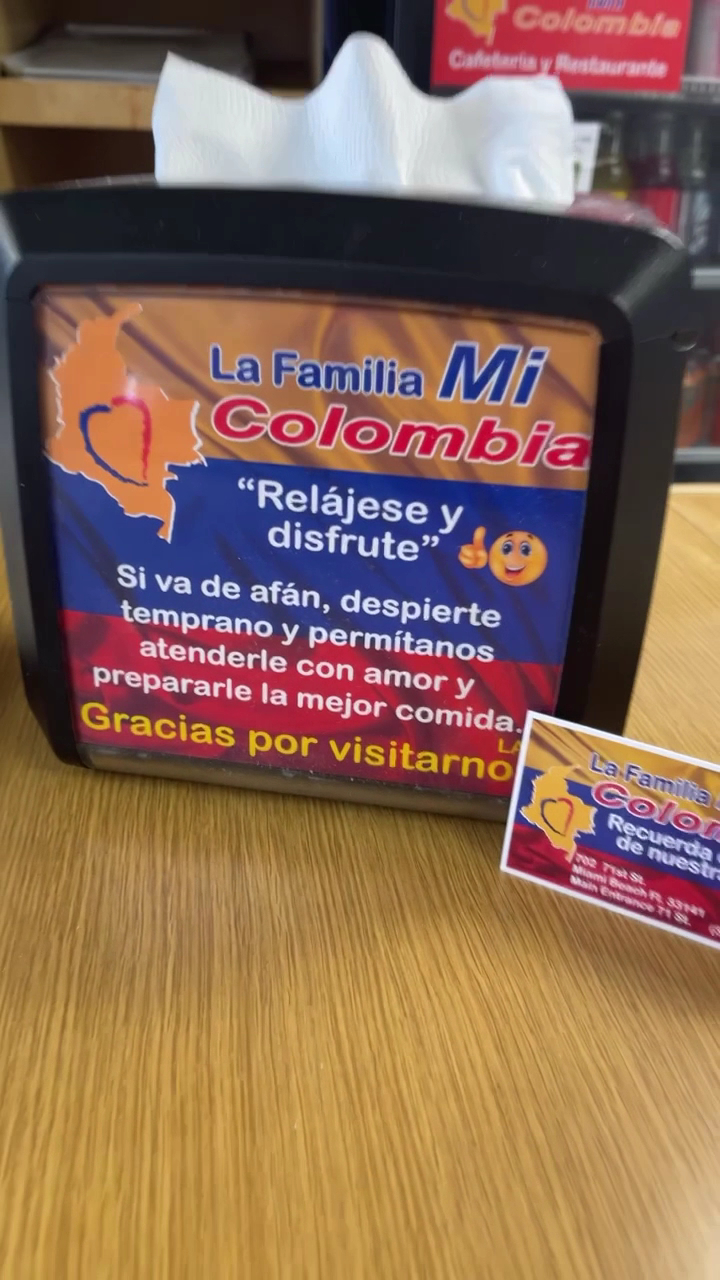 Colombia
Cafetería y Restaurante
La Familia Mi
Colombia
“Relájese y
disfrute”
Si va de afán, despierte
temprano y permítanos
atenderle con amor y
prepararle la mejor comida.
Gracias por visitarno
LA
La Familia
Colom
Recuerda
de nuestra
702 71st St.
Miami Beach Fl. 33141
Main Entrance 71 St.